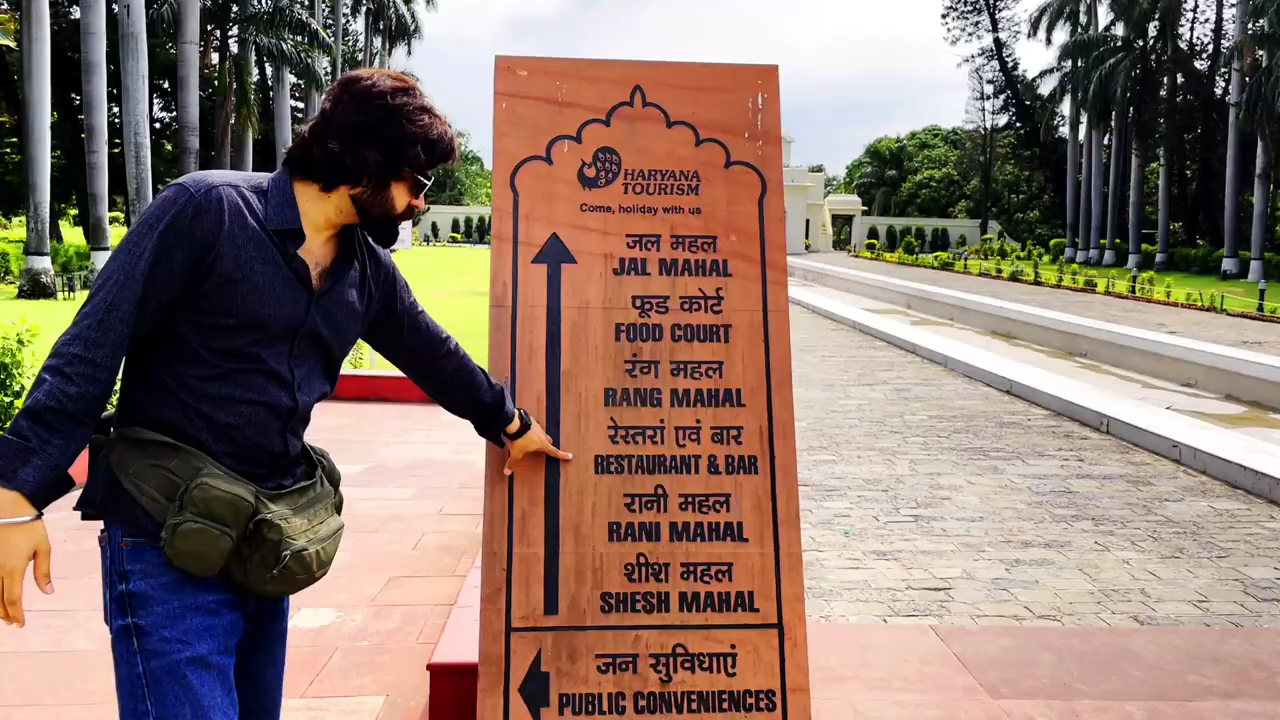 HARYANA
TOURISM
Come, holiday with us
जल महल
JAL MAHAL
फूड कोर्ट
FOOD COURT
रंग महल
RANG MAHAL
रेस्तरां एवं बार
RESTAURANT & BAR
रानी महल
RANI MAHAL
शीश महल
SHESH MAHAL
जन सुविधाएं
PUBLIC CONVENIENCES